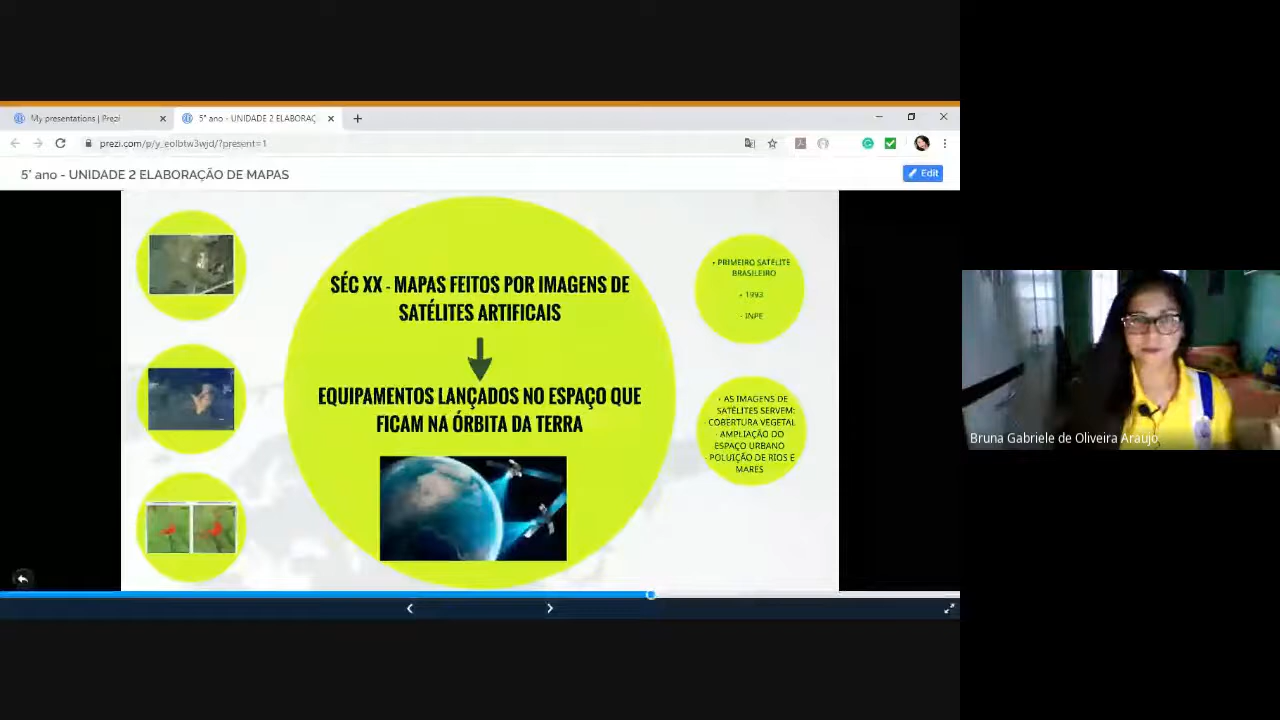 My presentations | Prezi
5° ano - UNIDADE 2 ELABORAÇ
prezi.com/p/y_eolbtw3wjd/?present=1
5° ano - UNIDADE 2 ELABORAÇÃO DE MAPAS
Edit
SÉC XX - MAPAS FEITOS POR IMAGENS DE
SATÉLITES ARTIFICAIS
EQUIPAMENTOS LANÇADOS NO ESPAÇO QUE
FICAM NA ÓRBITA DA TERRA
• PRIMEIRO SATÉLITE
BRASILEIRO
• 1993
- INPE
• AS IMAGENS DE
SATÉLITES SERVEM:
- COBERTURA VEGETAL
- AMPLIAÇÃO DO
ESPAÇO URBANO
- POLUIÇÃO DE RIOS E
MARES
Bruna Gabriele de Oliveira Araujo